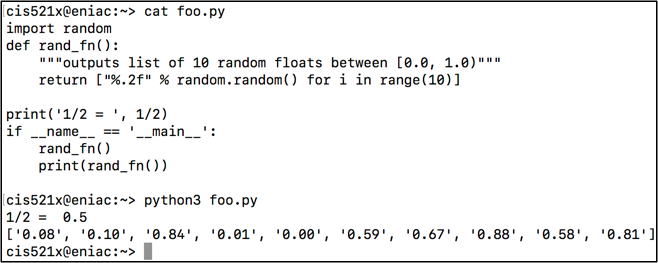 cis521x@eniac:~> cat foo.py
import random
def rand_fn():
    """outputs list of 10 random floats between [0.0, 1.0)"""
    return ["%.2f" % random.random() for i in range(10)]

print('1/2 = ', 1/2)
if __name__ == '__main__':
    rand_fn()
    print(rand_fn())

cis521x@eniac:~> python3 foo.py
1/2 =  0.5
['0.08', '0.10', '0.84', '0.01', '0.00', '0.59', '0.67', '0.88', '0.58', '0.81']
cis521x@eniac:~>